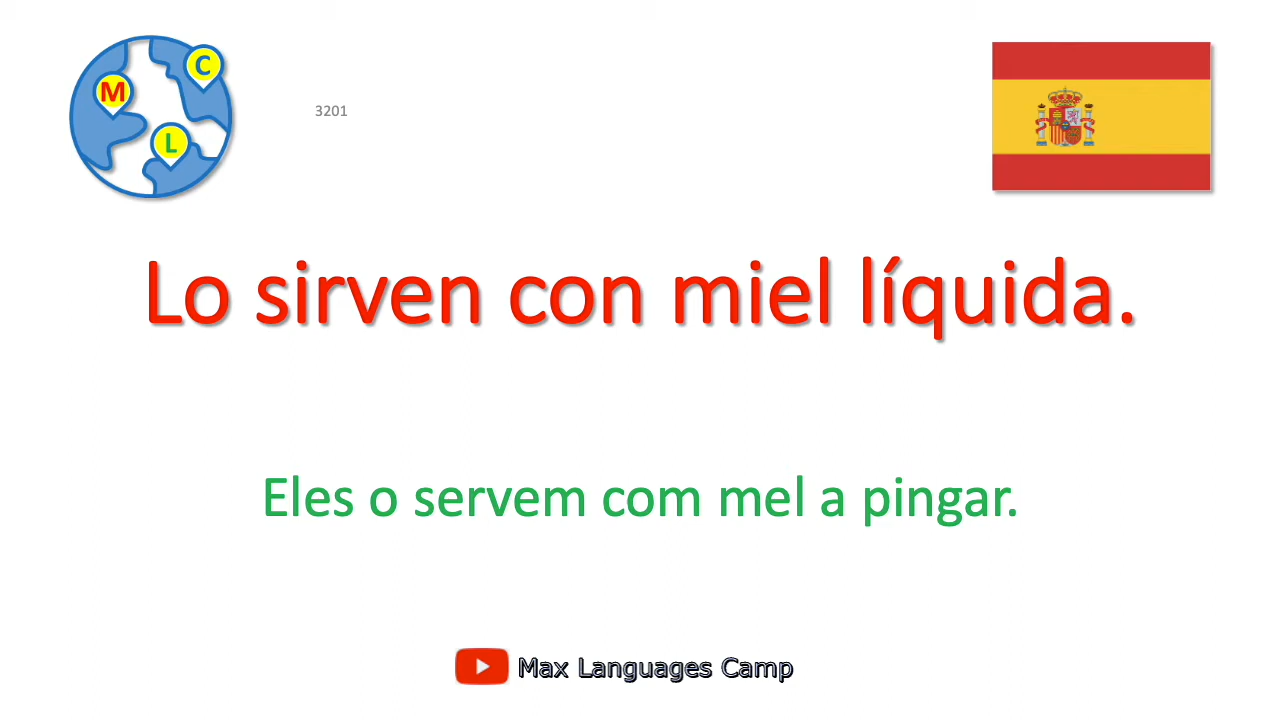 M
C
L
3201
Lo sirven con miel líquida.
Eles o servem com mel a pingar.
Max Languages Camp